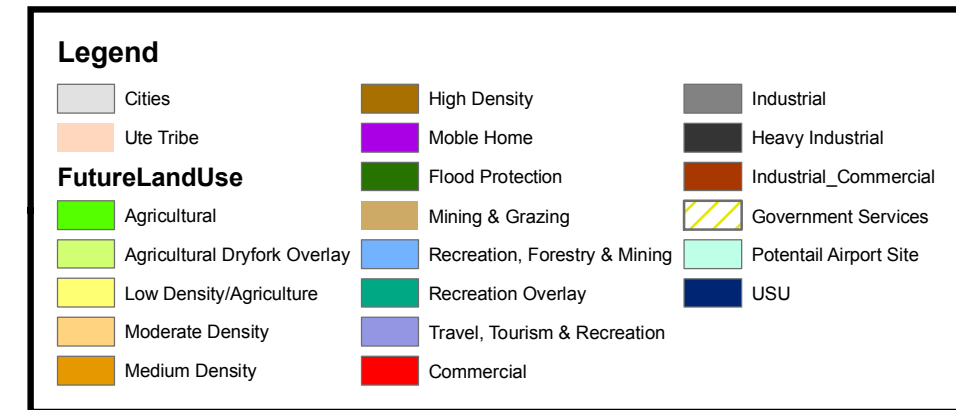 Legend
Cities
Ute Tribe
FutureLandUse
Agricultural
Agricultural Dryfork Overlay
Low Density/Agriculture
Moderate Density
Medium Density
High Density
Moble Home
Flood Protection
Mining & Grazing
Recreation, Forestry & Mining
Recreation Overlay
Travel, Tourism & Recreation
Commercial
Industrial
Heavy Industrial
Industrial_Commercial
Government Services
Potentail Airport Site
USU